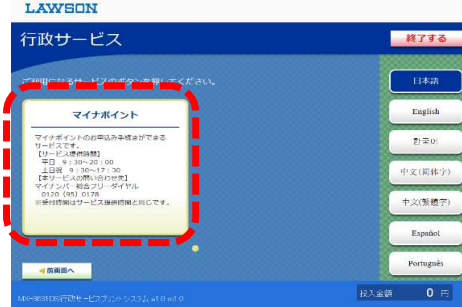 LAWSON
行政サービス
終了する
ご利用になるサービスのボタンを押してください。
マイナポイント
マイナポイントのお申込み手続きができる
サービスです。
【サービス提供時間】
平日 9:30～20:00
土日祝 9:30～17:30
【本サービスの問い合わせ先】
マイナンバー総合フリーダイヤル
0120(95)0178
※受付時間はサービス提供時間と同じです。
日本語
English
한국어
中文(简体字)
中文(繁體字)
Español
Português
前画面へ
投入金額 0 円